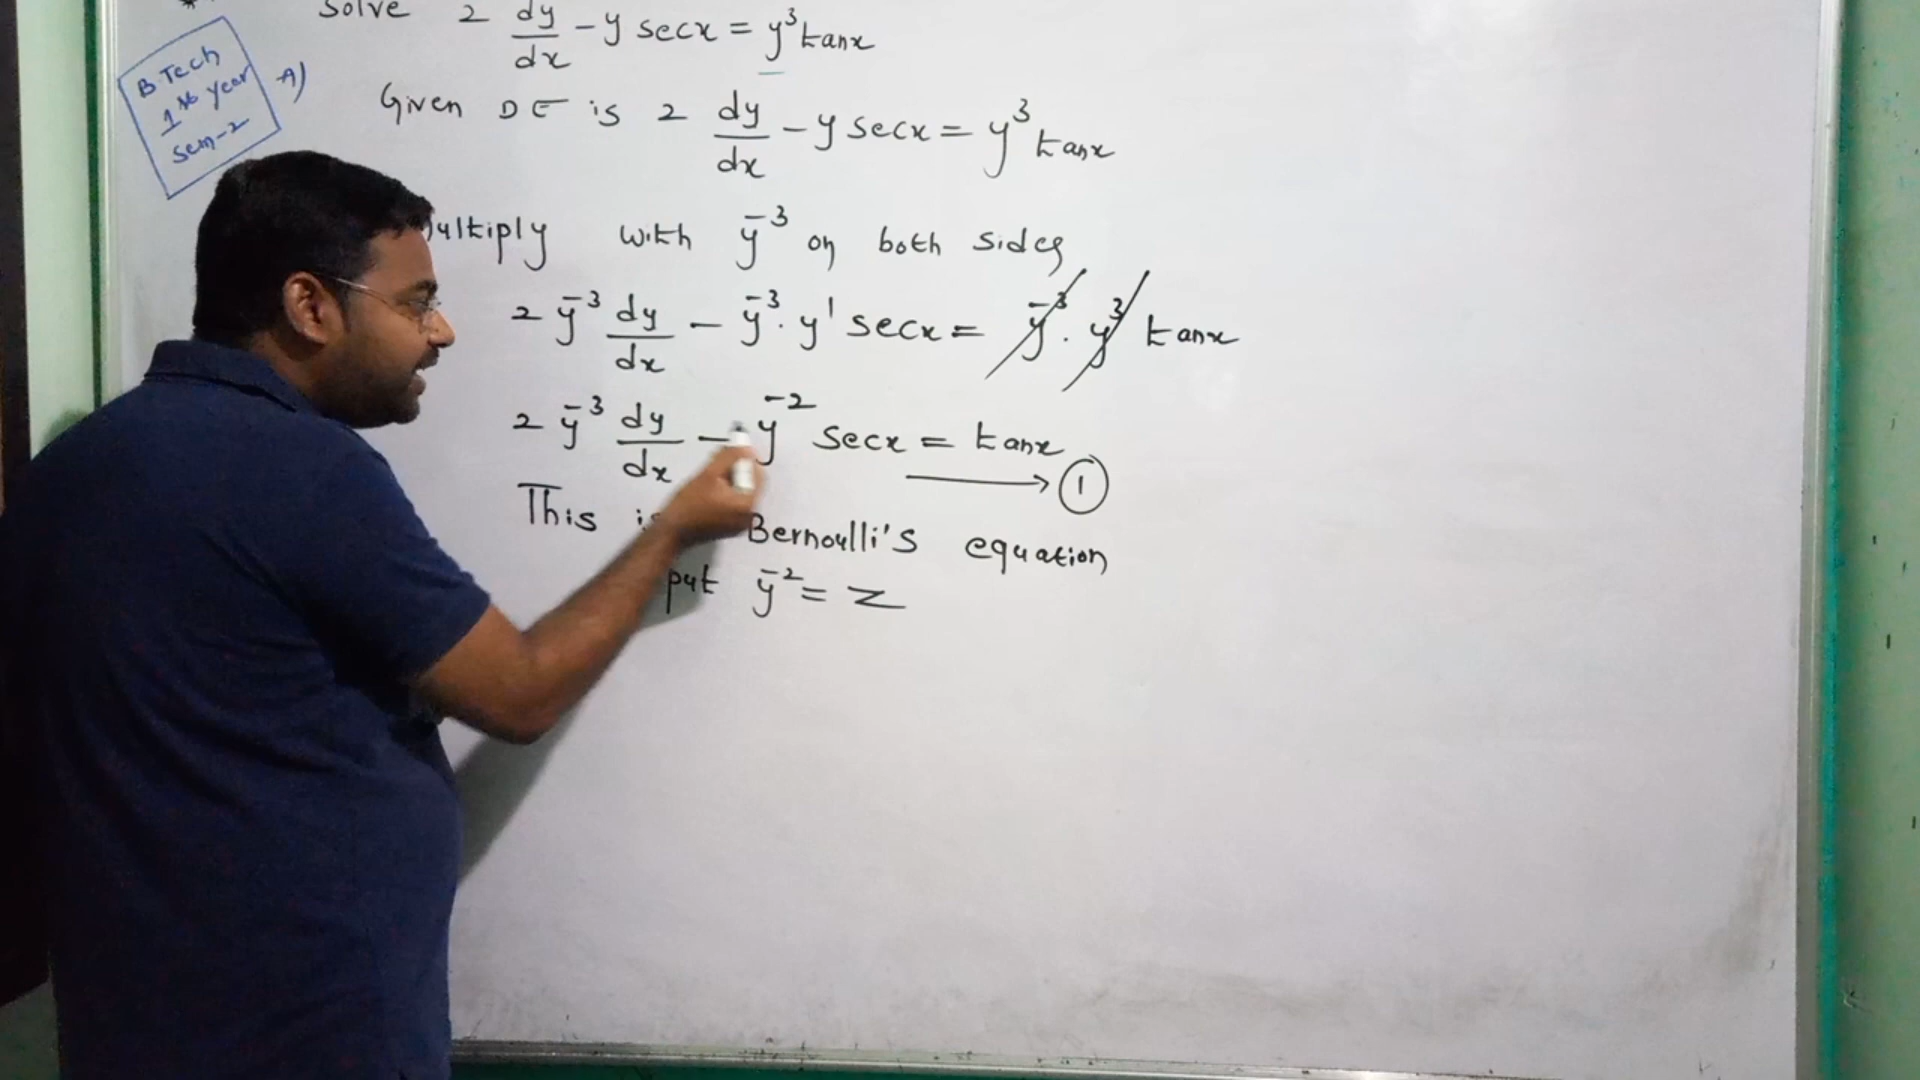 Solve 2 dy/dx - y secx = y³ tanx
B.Tech
1st year
sem-2
A)
Given DE is 2 dy/dx - y secx = y³ tanx
Multiply with y⁻³ on both sides
2 y⁻³ dy/dx - y⁻³ . y¹ secx = y⁻³ . y³ tanx
2 y⁻³ dy/dx - y⁻² secx = tanx → ①
This is Bernoulli's equation
put y⁻² = z